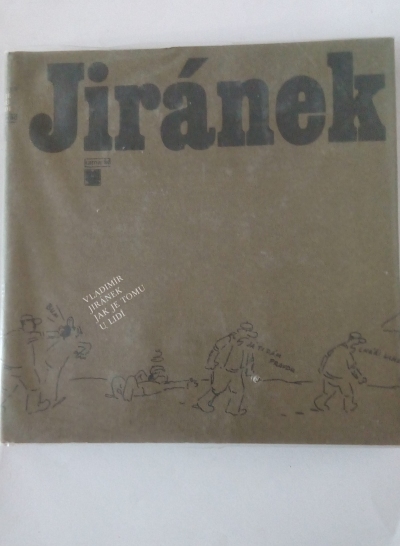 Jiránek
VLADIMÍR
JIRÁNEK
JAK JE TOMU
U LIDÍ